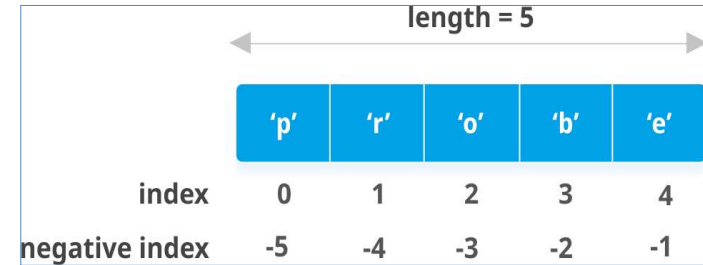 length = 5
‘p’ ‘r’ ‘o’ ‘b’ ‘e’
index 0 1 2 3 4
negative index -5 -4 -3 -2 -1